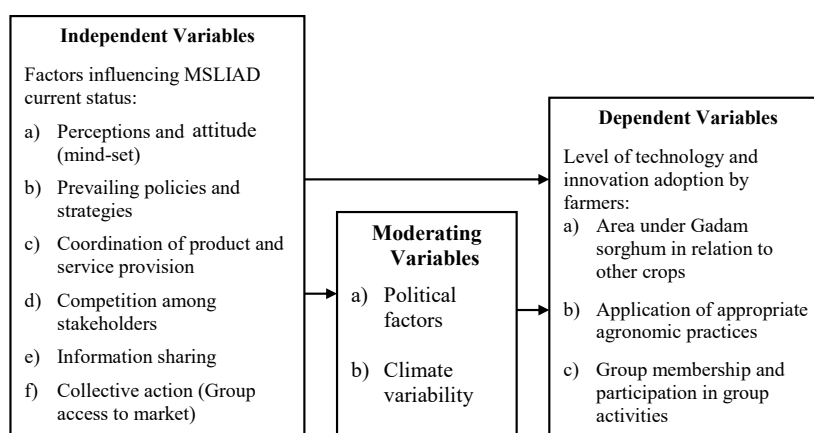 Independent Variables
Factors influencing MSLIAD
current status:
a) Perceptions and attitude
(mind-set)
b) Prevailing policies and
strategies
c) Coordination of product and
service provision
d) Competition among
stakeholders
e) Information sharing
f) Collective action (Group
access to market)
Moderating
Variables
a) Political
factors
b) Climate
variability
Dependent Variables
Level of technology and
innovation adoption by
farmers:
a) Area under Gadam
sorghum in relation to
other crops
b) Application of appropriate
agronomic practices
c) Group membership and
participation in group
activities